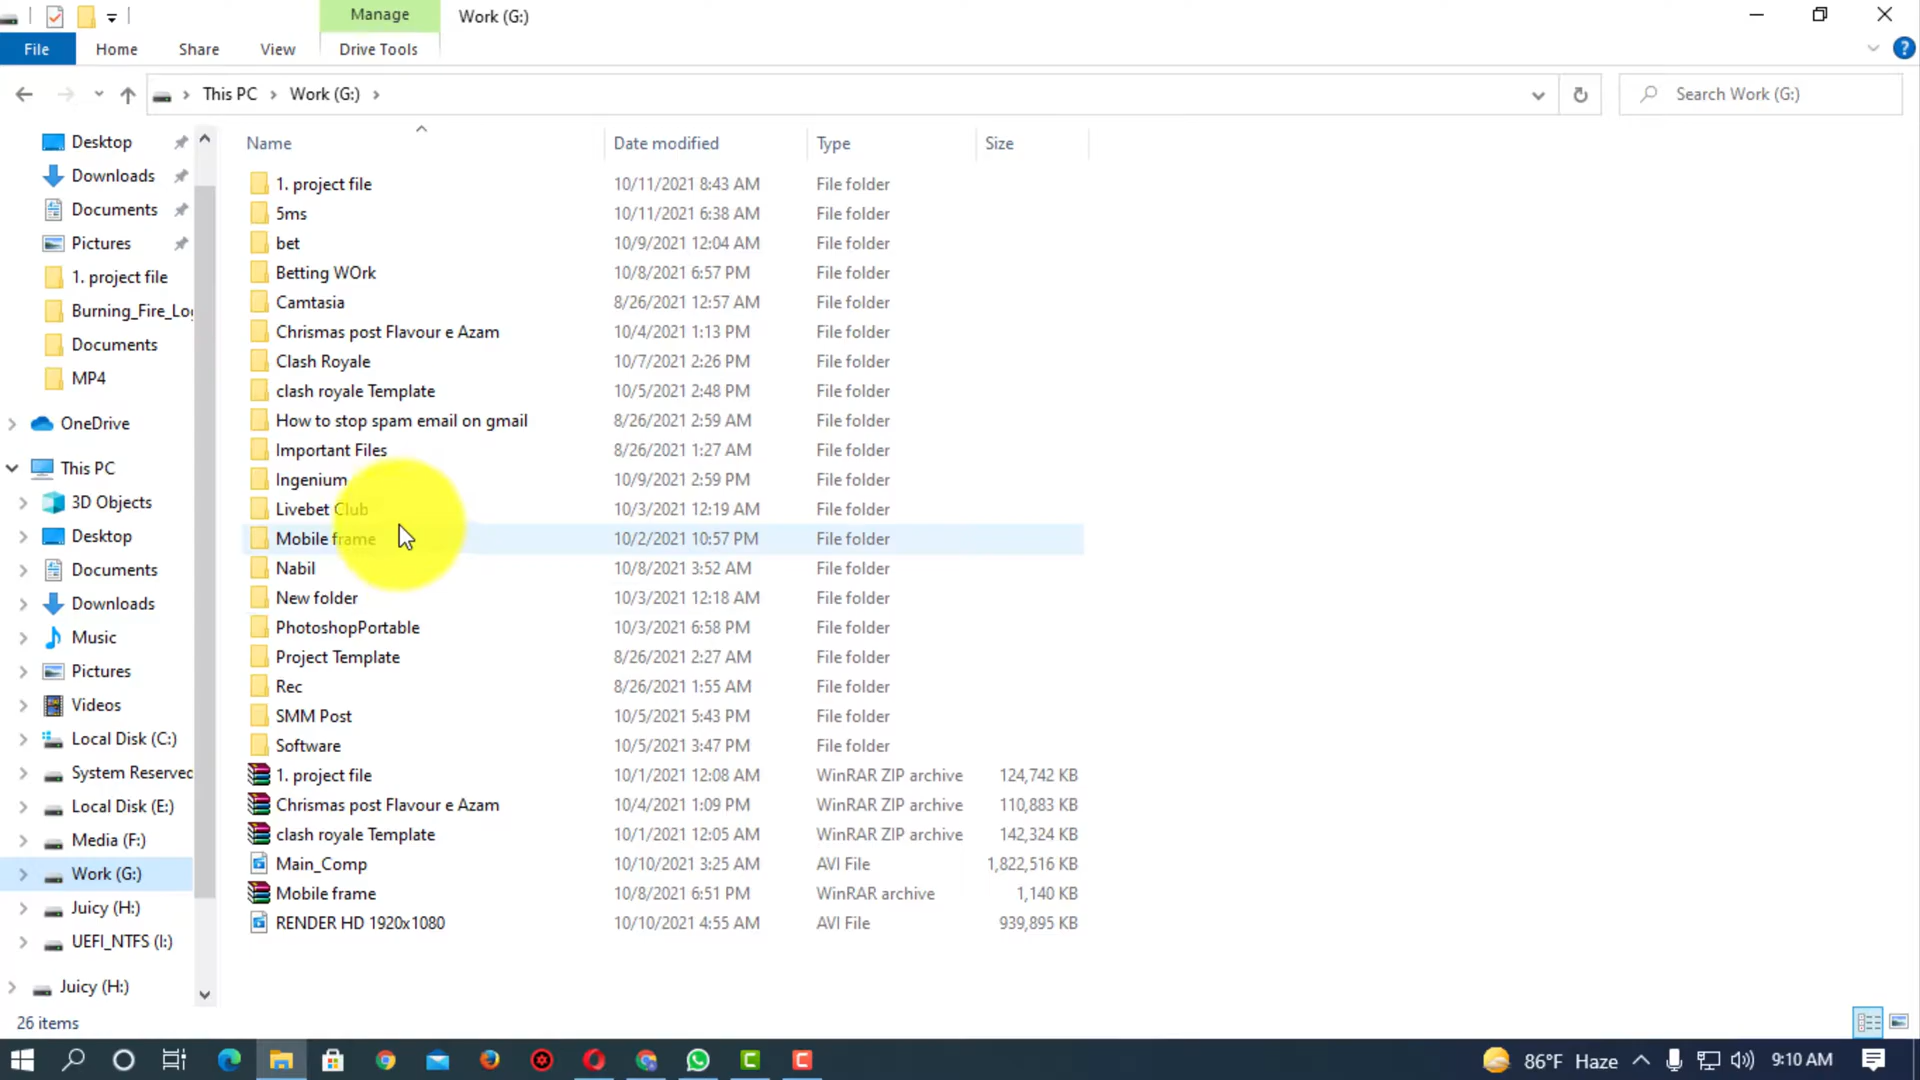 Manage
Work (G:)
File
Home
Share
View
Drive Tools
This PC
Work (G:)
Search Work (G:)
Desktop
Downloads
Documents
Pictures
1. project file
Burning_Fire_Lo
Documents
MP4
OneDrive
This PC
3D Objects
Desktop
Documents
Downloads
Music
Pictures
Videos
Local Disk (C:)
System Reserved
Local Disk (E:)
Media (F:)
Work (G:)
Juicy (H:)
UEFI_NTFS (I:)
Juicy (H:)
Name Date modified Type Size
1. project file 10/11/2021 8:43 AM File folder
5ms 10/11/2021 6:38 AM File folder
bet 10/9/2021 12:04 AM File folder
Betting WOrk 10/8/2021 6:57 PM File folder
Camtasia 8/26/2021 12:57 AM File folder
Chrismas post Flavour e Azam 10/4/2021 1:13 PM File folder
Clash Royale 10/7/2021 2:26 PM File folder
clash royale Template 10/5/2021 2:48 PM File folder
How to stop spam email on gmail 8/26/2021 2:59 AM File folder
Important Files 8/26/2021 1:27 AM File folder
Ingenium 10/9/2021 2:59 PM File folder
Livebet Club 10/3/2021 12:19 AM File folder
Mobile frame 10/2/2021 10:57 PM File folder
Nabil 10/8/2021 3:52 AM File folder
New folder 10/3/2021 12:18 AM File folder
PhotoshopPortable 10/3/2021 6:58 PM File folder
Project Template 8/26/2021 2:27 AM File folder
Rec 8/26/2021 1:55 AM File folder
SMM Post 10/5/2021 5:43 PM File folder
Software 10/5/2021 3:47 PM File folder
1. project file 10/1/2021 12:08 AM WinRAR ZIP archive 124,742 KB
Chrismas post Flavour e Azam 10/4/2021 1:09 PM WinRAR ZIP archive 110,883 KB
clash royale Template 10/1/2021 12:05 AM WinRAR ZIP archive 142,324 KB
Main_Comp 10/10/2021 3:25 AM AVI File 1,822,516 KB
Mobile frame 10/8/2021 6:51 PM WinRAR archive 1,140 KB
RENDER HD 1920x1080 10/10/2021 4:55 AM AVI File 939,895 KB
26 items
86°F Haze
9:10 AM